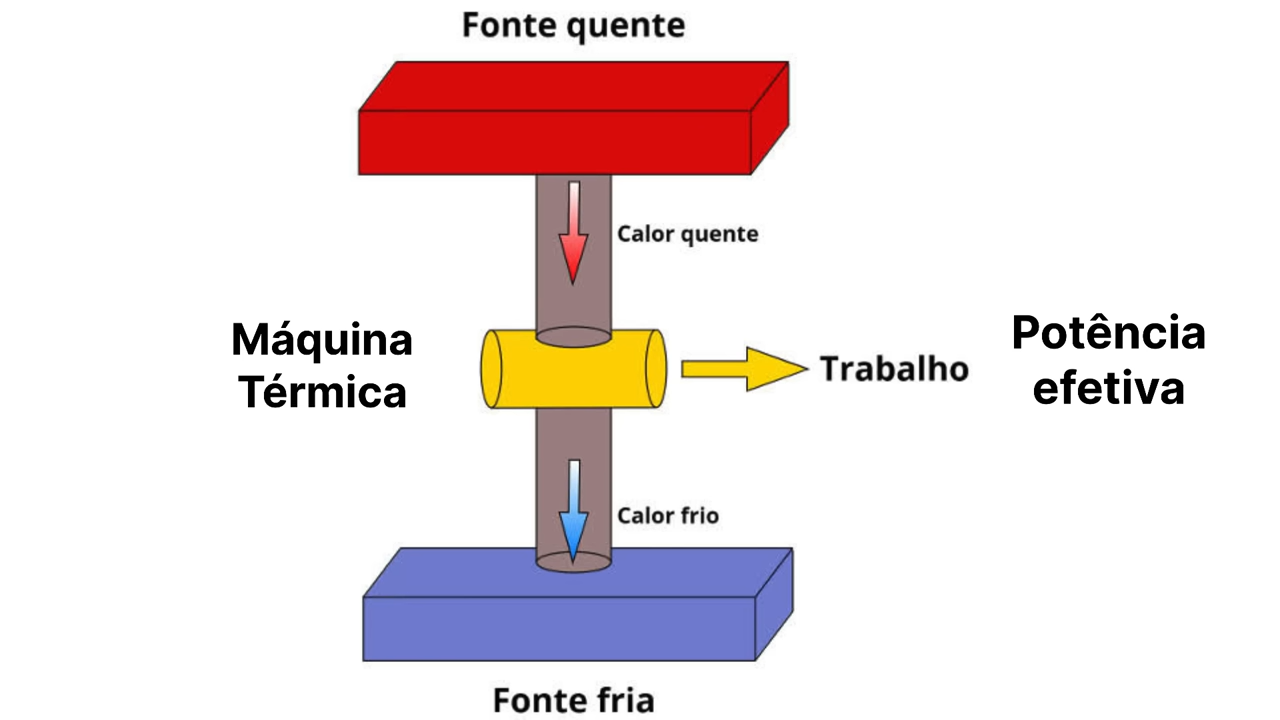 Fonte quente
Calor quente
Máquina
Térmica
Trabalho
Potência
efetiva
Calor frio
Fonte fria